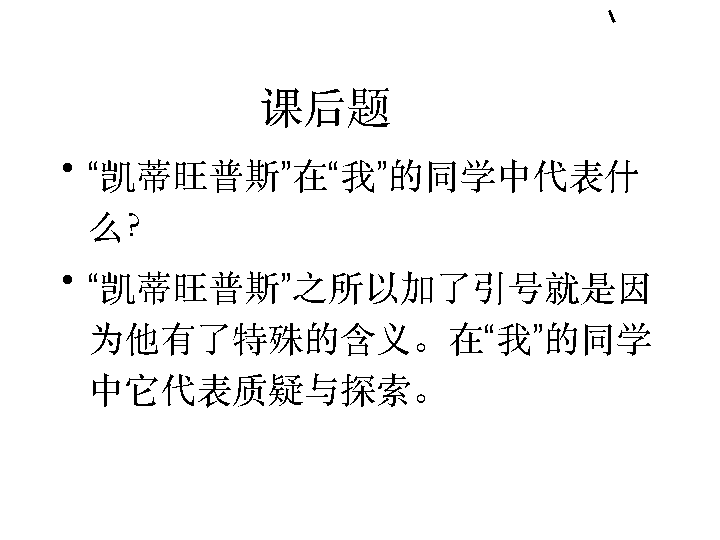 课后题
• “凯蒂旺普斯”在“我”的同学中代表什
么?
• “凯蒂旺普斯”之所以加了引号就是因
为他有了特殊的含义。在“我”的同学
中它代表质疑与探索。